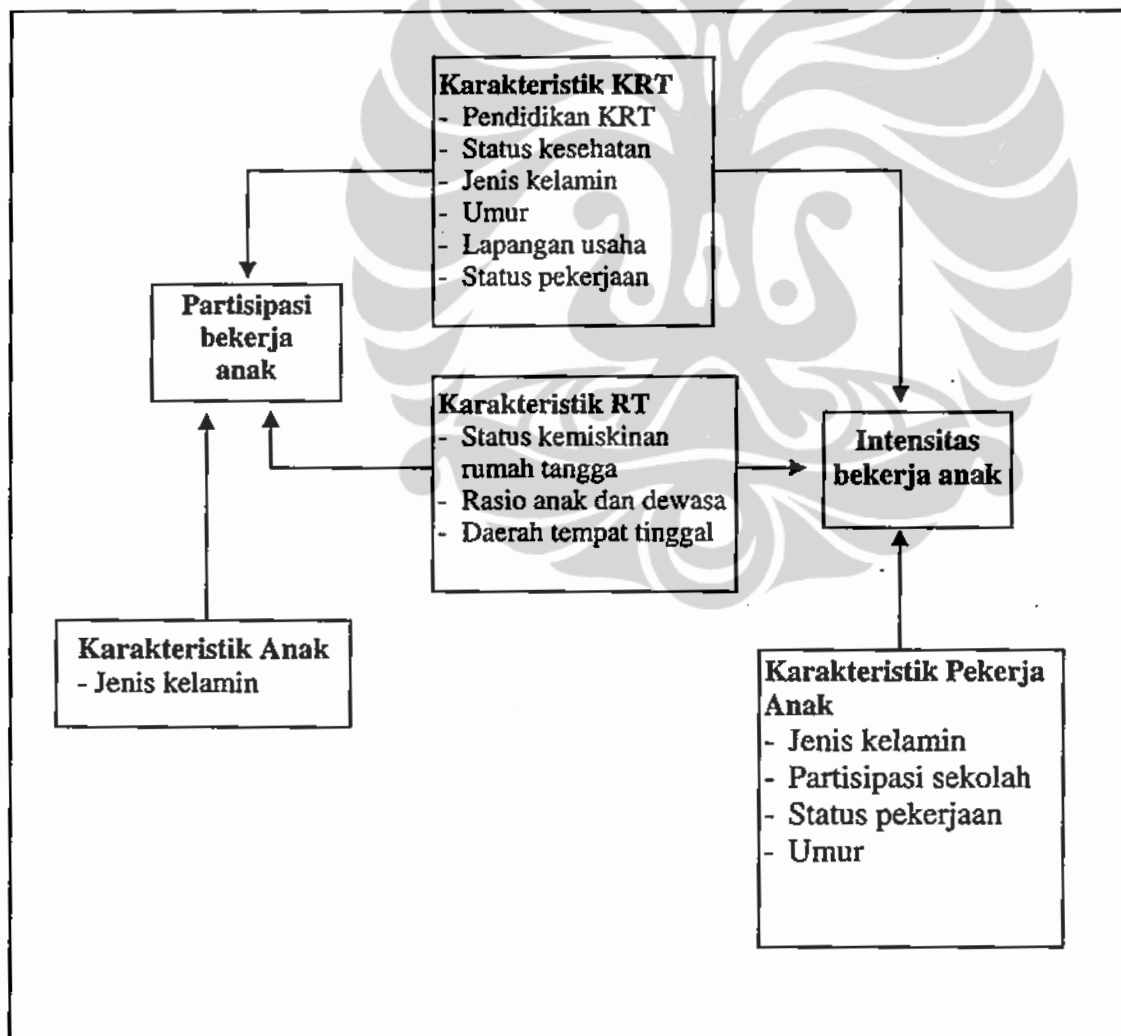 Karakteristik KRT
- Pendidikan KRT
- Status kesehatan
- Jenis kelamin
- Umur
- Lapangan usaha
- Status pekerjaan
Partisipasi
bekerja
anak
Karakteristik RT
- Status kemiskinan
rumah tangga
- Rasio anak dan dewasa
- Daerah tempat tinggal
Intensitas
bekerja anak
Karakteristik Anak
- Jenis kelamin
Karakteristik Pekerja
Anak
- Jenis kelamin
- Partisipasi sekolah
- Status pekerjaan
- Umur